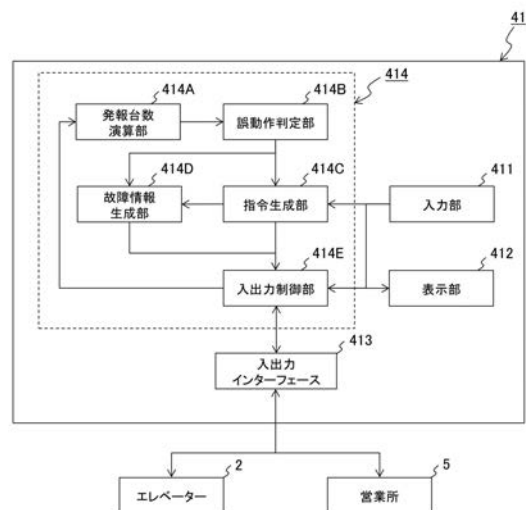 41
414
414A
発報台数
演算部
414B
誤動作判定部
414D
故障情報
生成部
414C
指令生成部
411
入力部
414E
入出力制御部
412
表示部
413
入出力
インターフェース
2
エレベーター
5
営業所